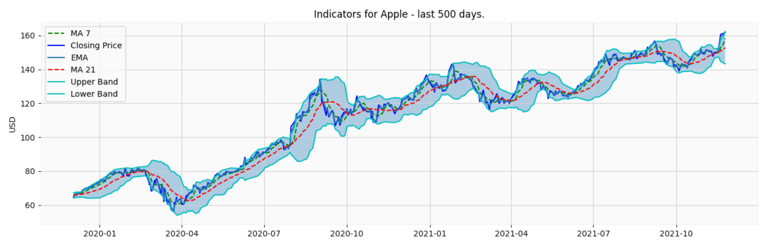 Indicators for Apple - last 500 days.
MA 7
Closing Price
EMA
MA 21
Upper Band
Lower Band
USD
160
140
120
100
80
60
2020-01
2020-04
2020-07
2020-10
2021-01
2021-04
2021-07
2021-10